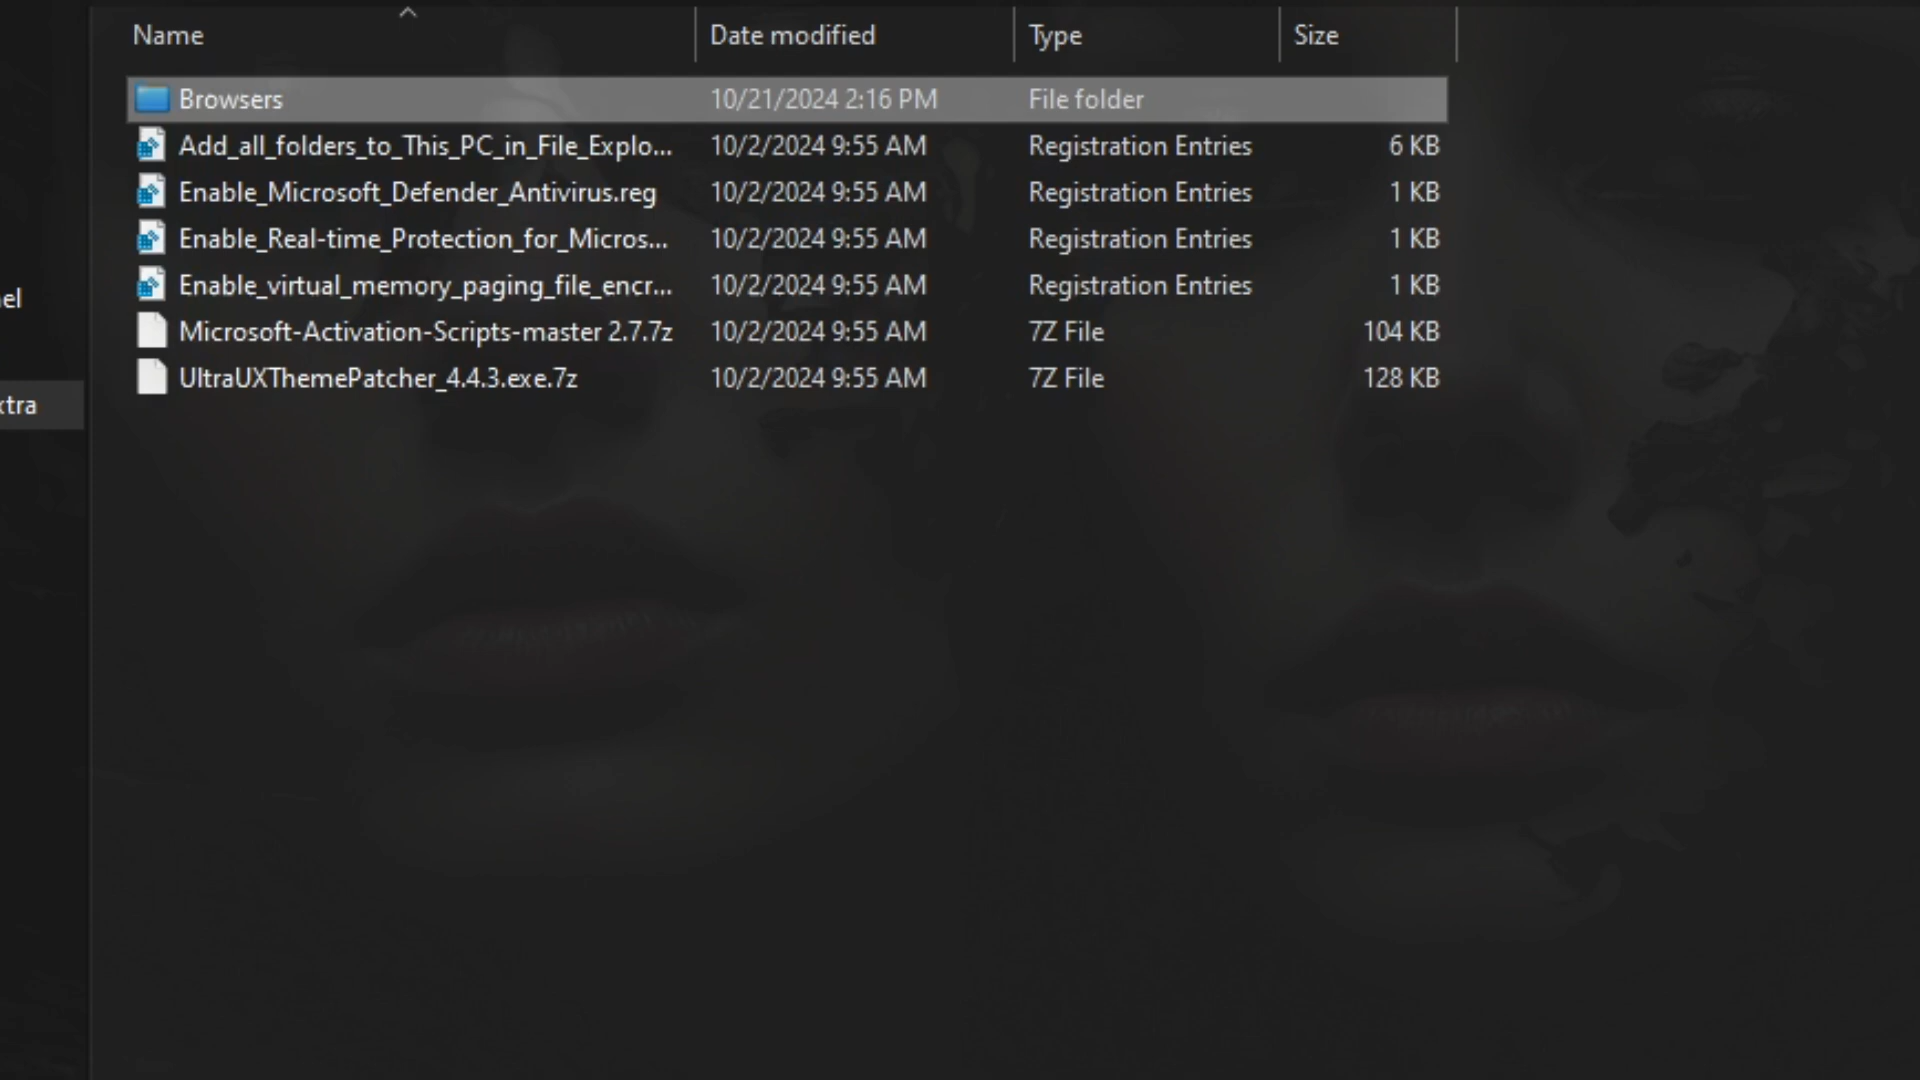 Name Date modified Type Size
Browsers 10/21/2024 2:16 PM File folder
Add_all_folders_to_This_PC_in_File_Explo... 10/2/2024 9:55 AM Registration Entries 6 KB
Enable_Microsoft_Defender_Antivirus.reg 10/2/2024 9:55 AM Registration Entries 1 KB
Enable_Real-time_Protection_for_Micros... 10/2/2024 9:55 AM Registration Entries 1 KB
el Enable_virtual_memory_paging_file_encr... 10/2/2024 9:55 AM Registration Entries 1 KB
Microsoft-Activation-Scripts-master 2.7.7z 10/2/2024 9:55 AM 7Z File 104 KB
UltraUXThemePatcher_4.4.3.exe.7z 10/2/2024 9:55 AM 7Z File 128 KB
xtra